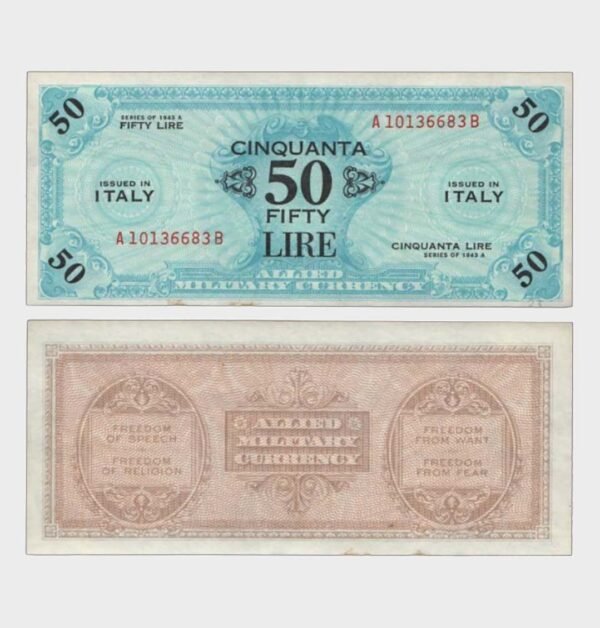 50
SERIES OF 1943 A
FIFTY LIRE
A 10136683 B
50
CINQUANTA
ISSUED IN
ITALY
50
ISSUED IN
ITALY
FIFTY
A 10136683 B
LIRE
CINQUANTA LIRE
SERIES OF 1943 A
50
50
ALLIED
MILITARY CURRENCY
FREEDOM
OF SPEECH
FREEDOM
OF RELIGION
ALLIED
MILITARY
CURRENCY
FREEDOM
FROM WANT
FREEDOM
FROM FEAR